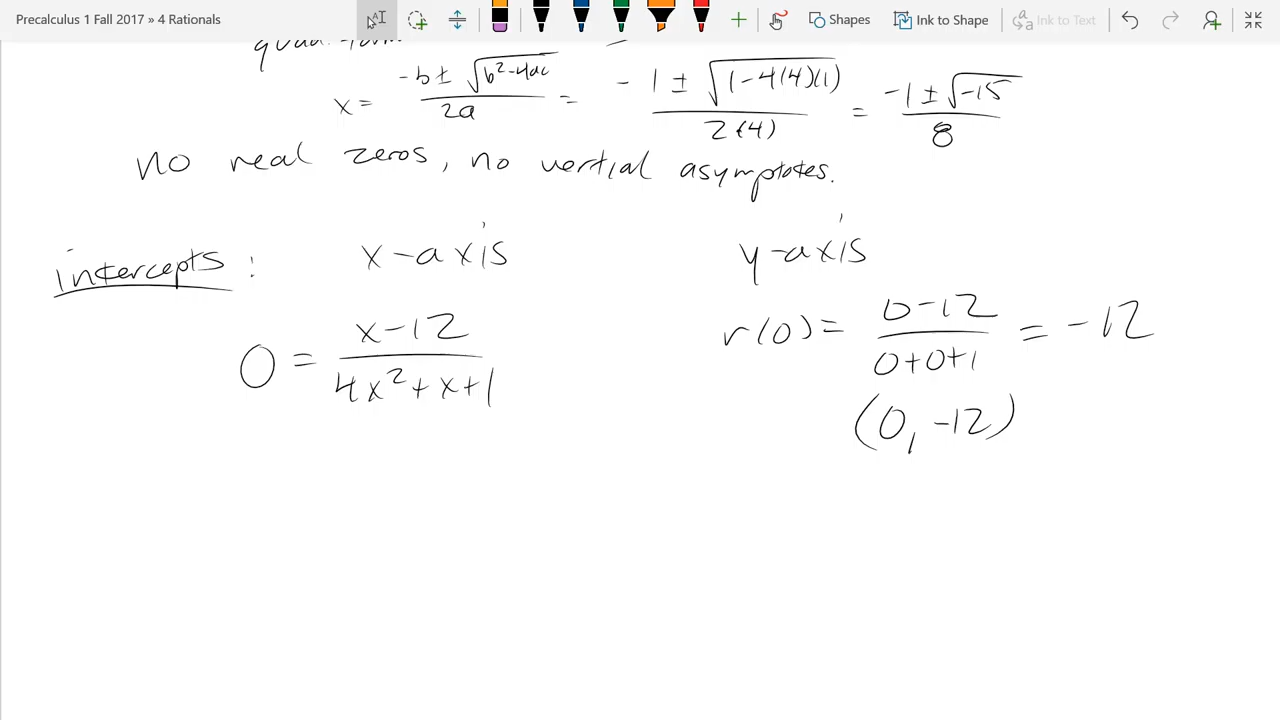 Precalculus 1 Fall 2017 » 4 Rationals
Shapes
Ink to Shape
Ink to Text
x = (-b ± √(b²-4ac))/(2a) = (-1 ± √(1-4(4)(1)))/(2(4)) = (-1 ± √-15)/8
no real zeros, no vertical asymptotes.
intercepts: x-axis y-axis
0 = (x-12)/(4x²+x+1)
r(0) = (0-12)/(0+0+1) = -12
(0, -12)